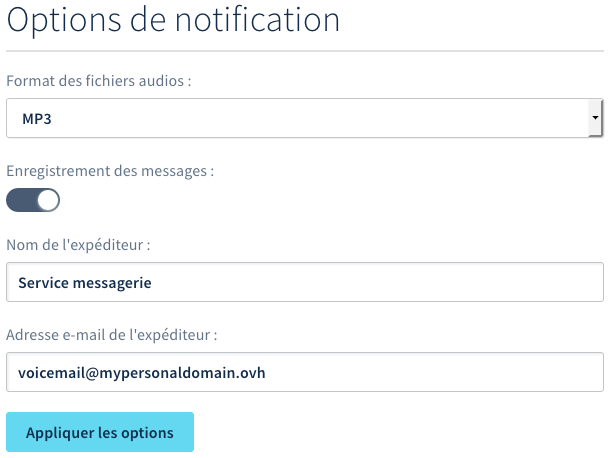 Options de notification
Format des fichiers audios :
MP3
Enregistrement des messages :
Nom de l'expéditeur :
Service messagerie
Adresse e-mail de l'expéditeur :
voicemail@mypersonaldomain.ovh
Appliquer les options